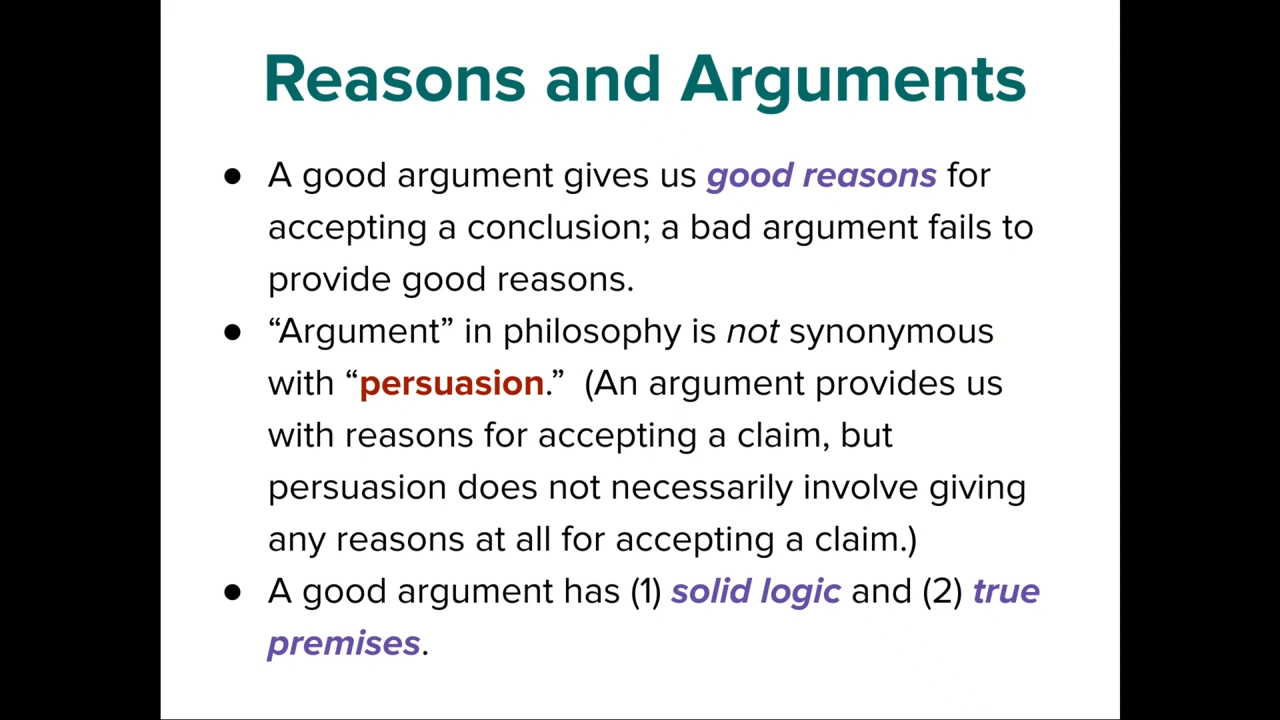 Reasons and Arguments
● A good argument gives us good reasons for
accepting a conclusion; a bad argument fails to
provide good reasons.
● “Argument” in philosophy is not synonymous
with “persuasion.”  (An argument provides us
with reasons for accepting a claim, but
persuasion does not necessarily involve giving
any reasons at all for accepting a claim.)
● A good argument has (1) solid logic and (2) true
premises.